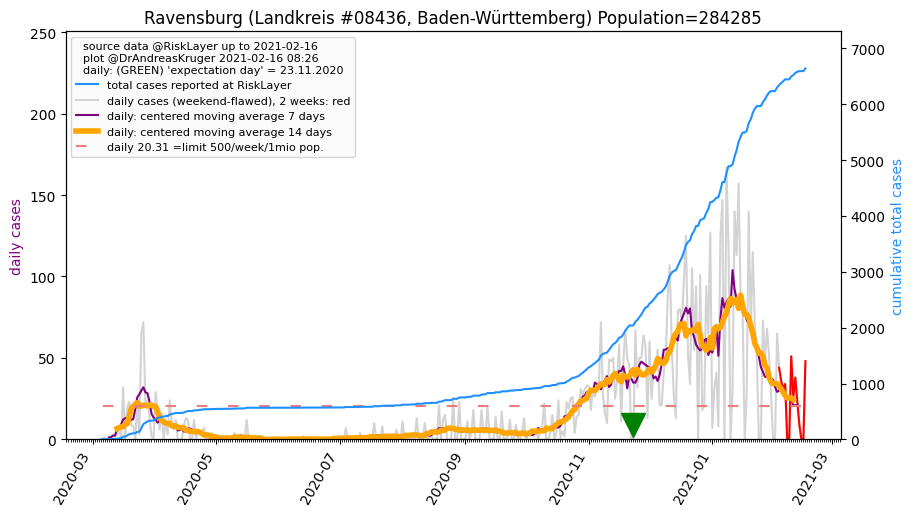 Ravensburg (Landkreis #08436, Baden-Württemberg) Population=284285
source data @RiskLayer up to 2021-02-16
plot @DrAndreasKruger 2021-02-16 08:26
daily: (GREEN) 'expectation day' = 23.11.2020
total cases reported at RiskLayer
daily cases (weekend-flawed), 2 weeks: red
daily: centered moving average 7 days
daily: centered moving average 14 days
daily 20.31 =limit 500/week/1mio pop.
daily cases
250
200
150
100
50
0
cumulative total cases
7000
6000
5000
4000
3000
2000
1000
0
2020-03
2020-05
2020-07
2020-09
2020-11
2021-01
2021-03